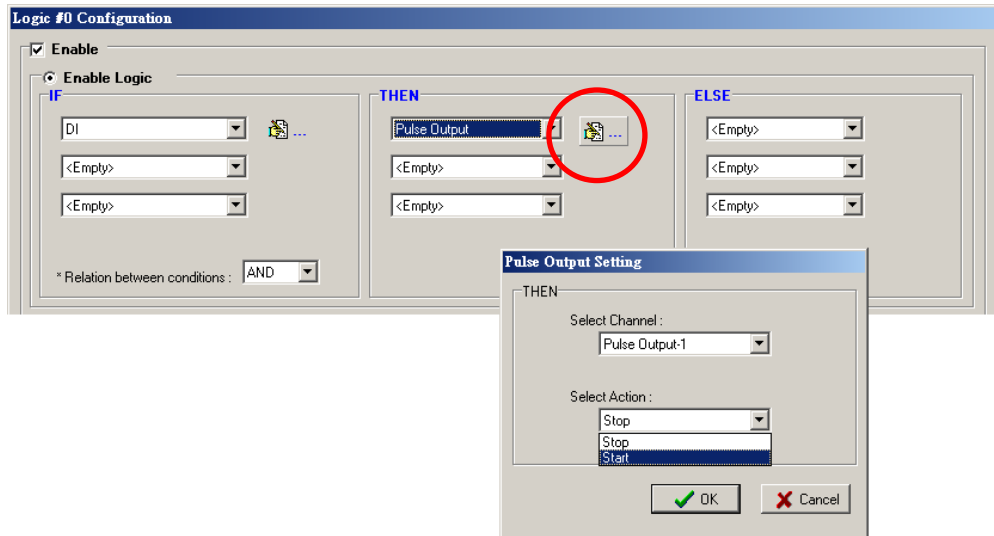 Logic #0 Configuration
Enable
Enable Logic
IF
DI
...
<Empty>
<Empty>
* Relation between conditions : AND
THEN
Pulse Output
...
<Empty>
<Empty>
ELSE
<Empty>
<Empty>
<Empty>
Pulse Output Setting
THEN
Select Channel :
Pulse Output-1
Select Action :
Stop
Stop
Start
OK Cancel